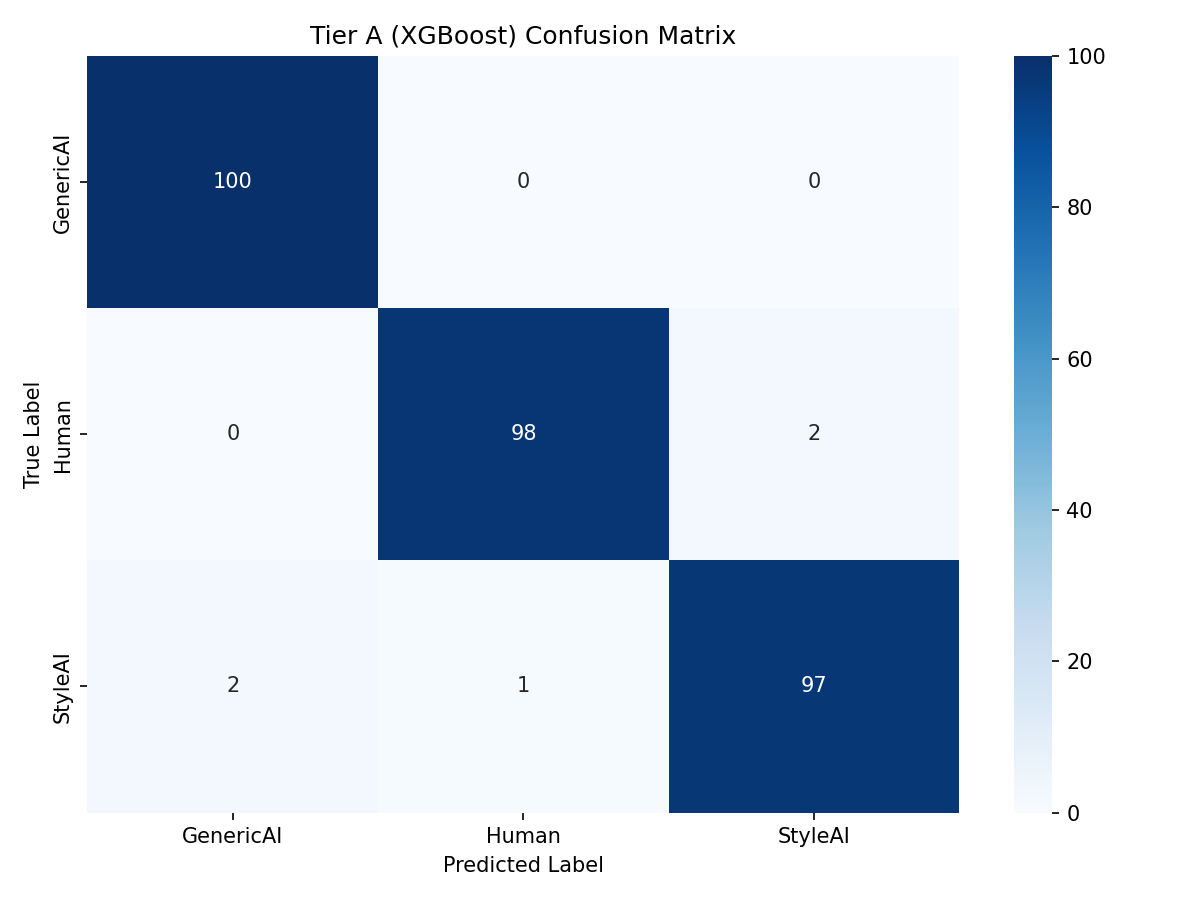 Tier A (XGBoost) Confusion Matrix
True Label
GenericAI
100 0 0
Human
0 98 2
StyleAI
2 1 97
GenericAI Human StyleAI
Predicted Label
100
80
60
40
20
0